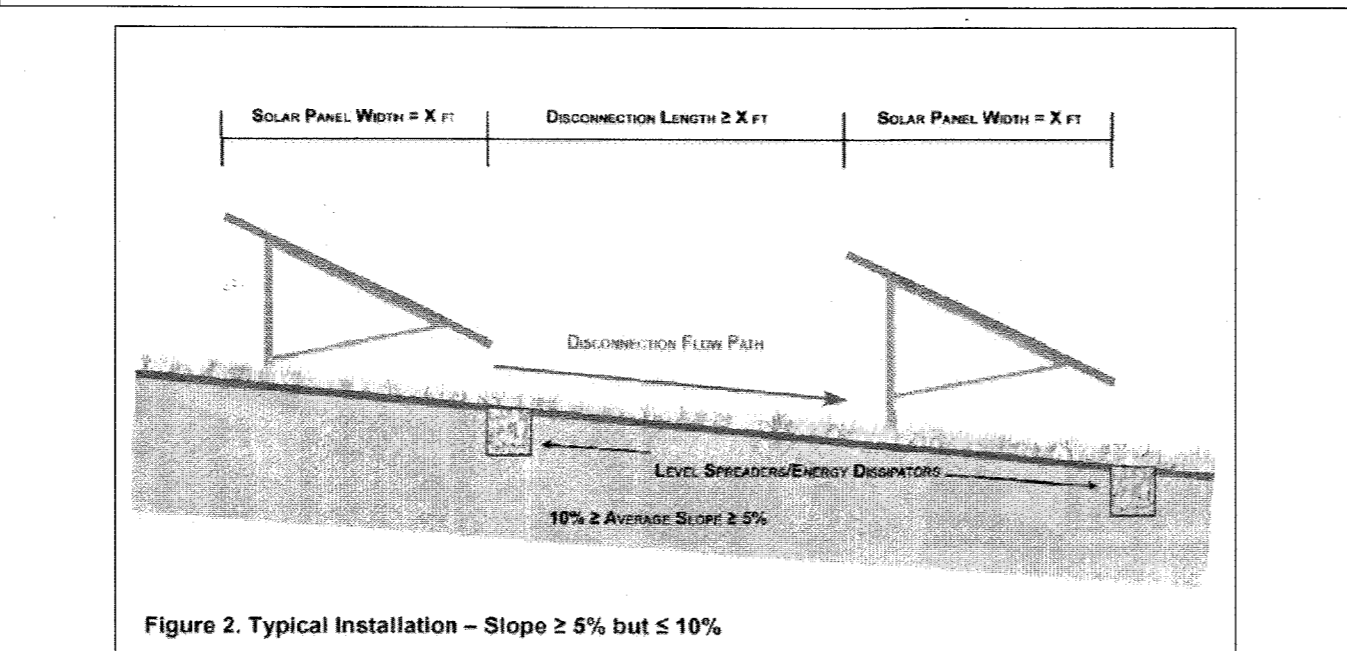 SOLAR PANEL WIDTH = X FT
DISCONNECTION LENGTH ≥ X FT
SOLAR PANEL WIDTH = X FT
DISCONNECTION FLOW PATH
LEVEL SPREADERS/ENERGY DISSIPATORS
10% ≥ AVERAGE SLOPE ≥ 5%
Figure 2. Typical Installation – Slope ≥ 5% but ≤ 10%